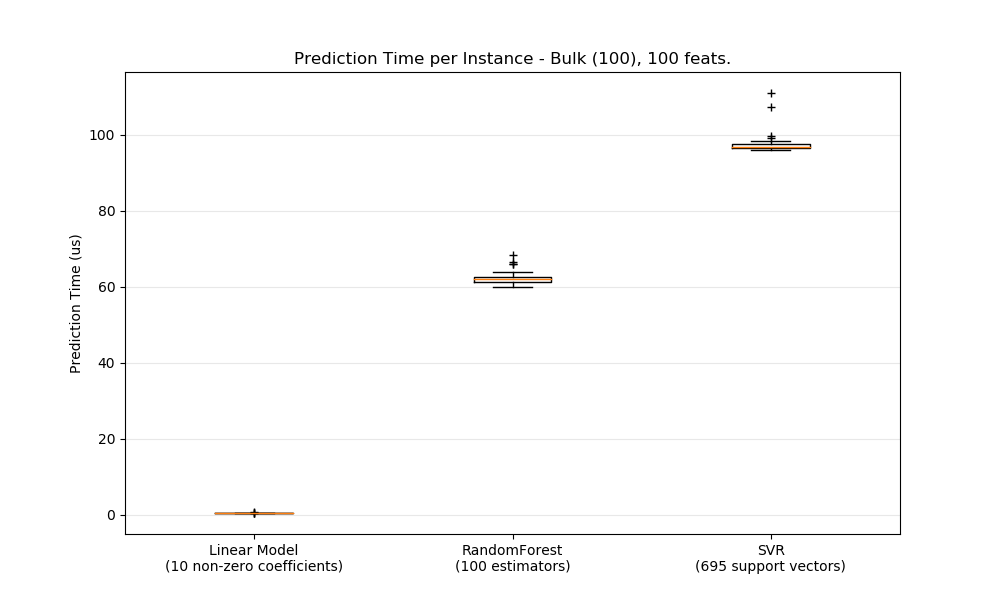 Prediction Time per Instance - Bulk (100), 100 feats.
Prediction Time (us)
100
80
60
40
20
0
Linear Model
(10 non-zero coefficients)
RandomForest
(100 estimators)
SVR
(695 support vectors)